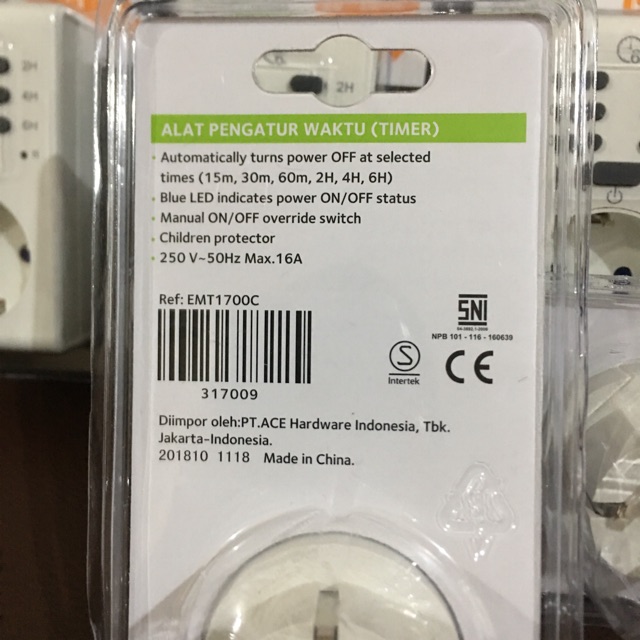 2H
4H
6H
2H
ALAT PENGATUR WAKTU (TIMER)
Automatically turns power OFF at selected
times (15m, 30m, 60m, 2H, 4H, 6H)
Blue LED indicates power ON/OFF status
Manual ON/OFF override switch
Children protector
250 V~50Hz Max.16A
Ref: EMT1700C
317009
SNI
NPB 101 - 116 - 160639
S
Intertek
CE
Diimpor oleh:PT.ACE Hardware Indonesia, Tbk.
Jakarta-Indonesia.
201810 1118 Made in China.